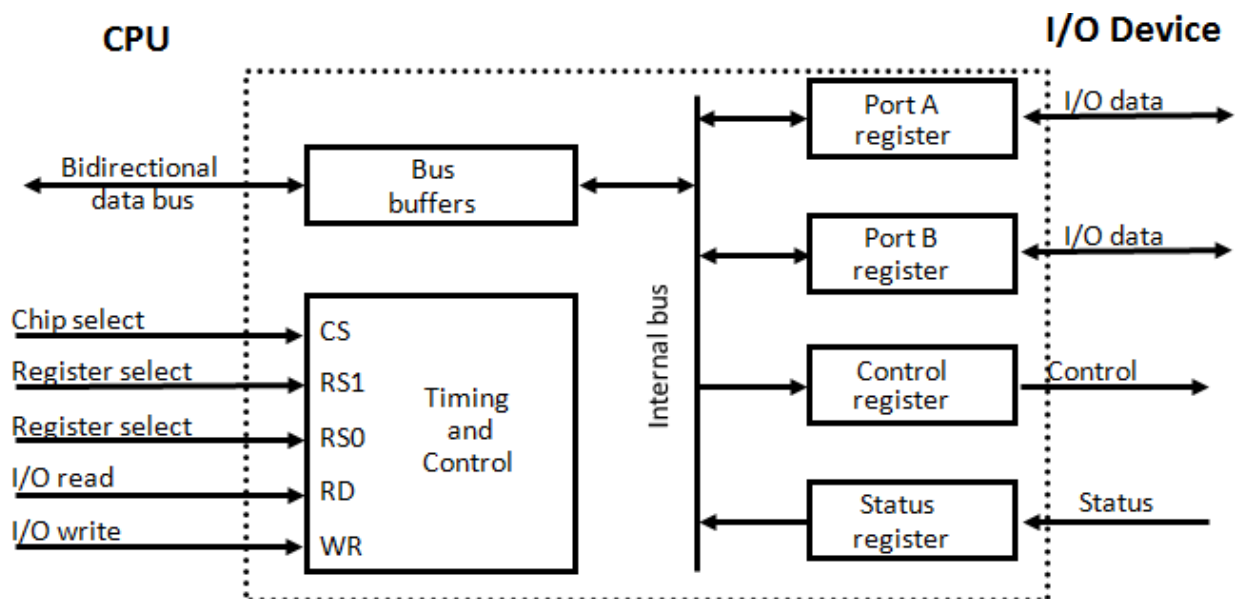 CPU
I/O Device
Bidirectional
data bus
Bus
buffers
Port A
register
I/O data
Port B
register
I/O data
Internal bus
Chip select
Register select
Register select
I/O read
I/O write
CS
RS1
RS0
RD
WR
Timing
and
Control
Control
register
Control
Status
register
Status